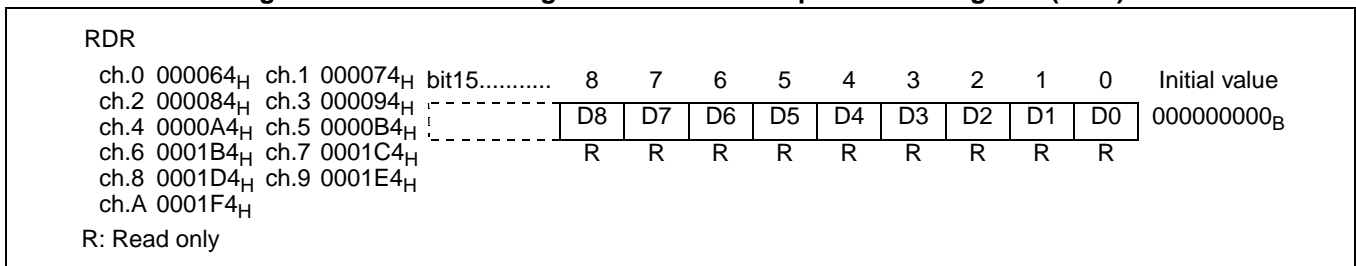 RDR
ch.0 000064H ch.1 000074H bit15........... 8 7 6 5 4 3 2 1 0 Initial value
ch.2 000084H ch.3 000094H D8 D7 D6 D5 D4 D3 D2 D1 D0 000000000B
ch.4 0000A4H ch.5 0000B4H
ch.6 0001B4H ch.7 0001C4H R R R R R R R R R
ch.8 0001D4H ch.9 0001E4H
ch.A 0001F4H
R: Read only